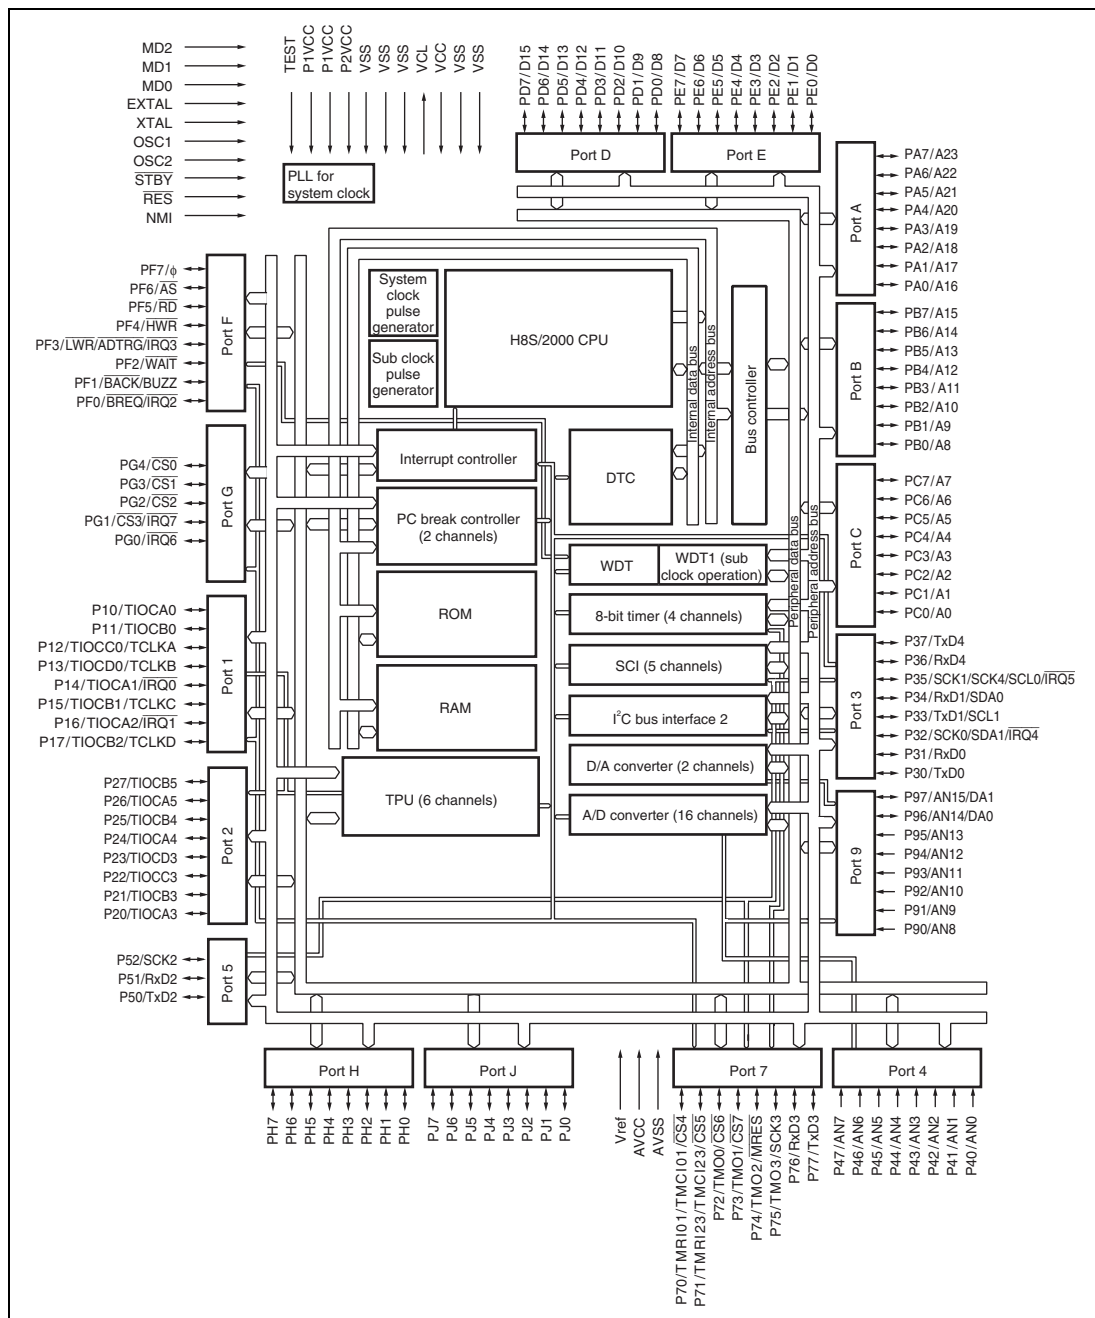 MD2
MD1
MD0
EXTAL
XTAL
OSC1
OSC2
STBY
RES
NMI
TEST
P1VCC
P1VCC
P2VCC
VSS
VSS
VSS
VCL
VCC
VSS
VSS
PLL for
system clock
PD7/D15
PD6/D14
PD5/D13
PD4/D12
PD3/D11
PD2/D10
PD1/D9
PD0/D8
PE7/D7
PE6/D6
PE5/D5
PE4/D4
PE3/D3
PE2/D2
PE1/D1
PE0/D0
Port D
Port E
Port A
PA7/A23
PA6/A22
PA5/A21
PA4/A20
PA3/A19
PA2/A18
PA1/A17
PA0/A16
Port B
PB7/A15
PB6/A14
PB5/A13
PB4/A12
PB3/A11
PB2/A10
PB1/A9
PB0/A8
Port C
PC7/A7
PC6/A6
PC5/A5
PC4/A4
PC3/A3
PC2/A2
PC1/A1
PC0/A0
Port 3
P37/TxD4
P36/RxD4
P35/SCK1/SCK4/SCL0/IRQ5
P34/RxD1/SDA0
P33/TxD1/SCL1
P32/SCK0/SDA1/IRQ4
P31/RxD0
P30/TxD0
Port 9
P97/AN15/DA1
P96/AN14/DA0
P95/AN13
P94/AN12
P93/AN11
P92/AN10
P91/AN9
P90/AN8
PF7/ϕ
PF6/AS
PF5/RD
PF4/HWR
PF3/LWR/ADTRG/IRQ3
PF2/WAIT
PF1/BACK/BUZZ
PF0/BREQ/IRQ2
Port F
PG4/CS0
PG3/CS1
PG2/CS2
PG1/CS3/IRQ7
PG0/IRQ6
Port G
P10/TIOCA0
P11/TIOCB0
P12/TIOCC0/TCLKA
P13/TIOCD0/TCLKB
P14/TIOCA1/IRQ0
P15/TIOCB1/TCLKC
P16/TIOCA2/IRQ1
P17/TIOCB2/TCLKD
Port 1
P27/TIOCB5
P26/TIOCA5
P25/TIOCB4
P24/TIOCA4
P23/TIOCD3
P22/TIOCC3
P21/TIOCB3
P20/TIOCA3
Port 2
P52/SCK2
P51/RxD2
P50/TxD2
Port 5
System
clock
pulse
generator
Sub clock
pulse
generator
H8S/2000 CPU
Interrupt controller
PC break controller
(2 channels)
ROM
RAM
TPU (6 channels)
DTC
Internal data bus
Internal address bus
Bus controller
WDT
WDT1 (sub
clock operation)
8-bit timer (4 channels)
SCI (5 channels)
I²C bus interface 2
D/A converter (2 channels)
A/D converter (16 channels)
Peripheral data bus
Peripheral address bus
Port H
Port J
Port 7
Port 4
PH7
PH6
PH5
PH4
PH3
PH2
PH1
PH0
PJ7
PJ6
PJ5
PJ4
PJ3
PJ2
PJ1
PJ0
Vref
AVCC
AVSS
P70/TMRI01/TMCI01/CS4
P71/TMRI23/TMCI23/CS5
P72/TMO0/CS6
P73/TMO1/CS7
P74/TMO2/MRES
P75/TMO3/SCK3
P76/RxD3
P77/TxD3
P47/AN7
P46/AN6
P45/AN5
P44/AN4
P43/AN3
P42/AN2
P41/AN1
P40/AN0